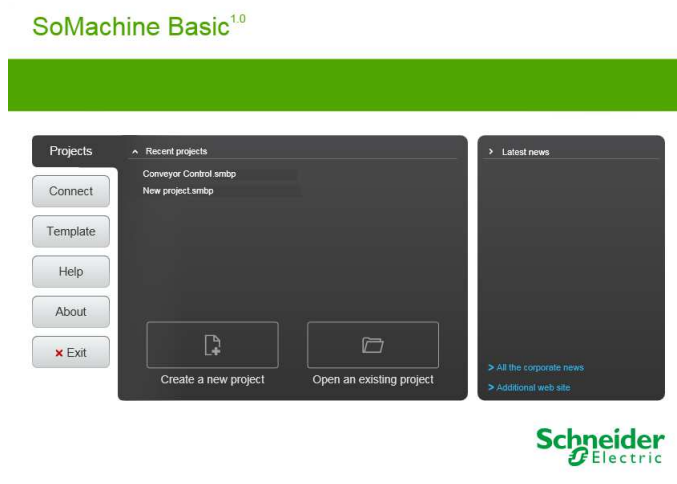 SoMachine Basic1.0
Projects
Recent projects
Latest news
Conveyor Control.smbp
New project.smbp
Connect
Template
Help
About
Exit
Create a new project
Open an existing project
> All the corporate news
> Additional web site
Schneider
Electric